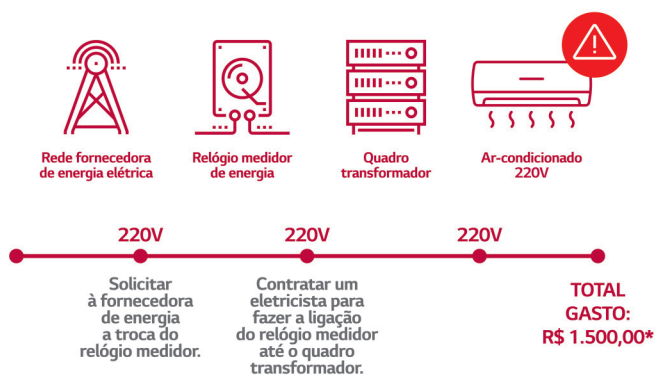 Rede fornecedora
de energia elétrica
Relógio medidor
de energia
Quadro
transformador
Ar-condicionado
220V
220V
220V
220V
Solicitar
à fornecedora
de energia
a troca do
relógio medidor.
Contratar um
eletricista para
fazer a ligação
do relógio medidor
até o quadro
transformador.
TOTAL
GASTO:
R$ 1.500,00*